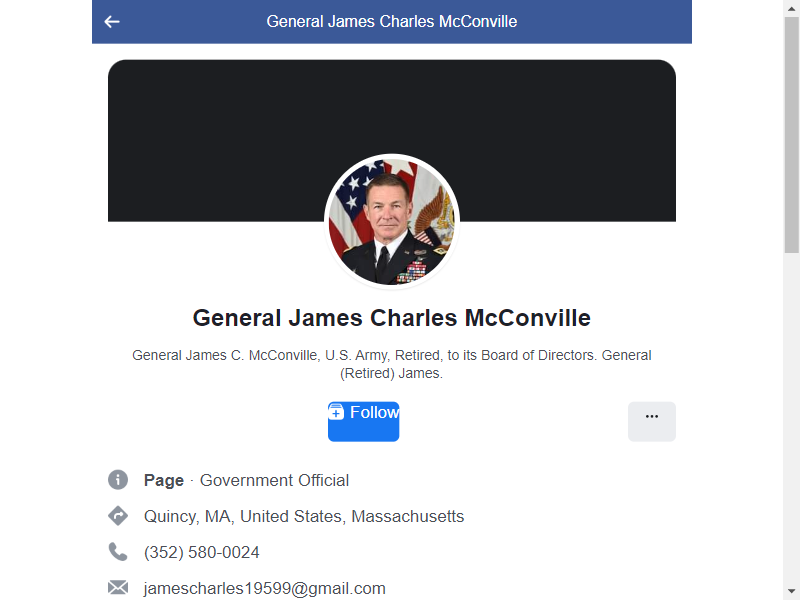 General James Charles McConville
General James Charles McConville
General James C. McConville, U.S. Army, Retired, to its Board of Directors. General
(Retired) James.
Follow
Page · Government Official
Quincy, MA, United States, Massachusetts
(352) 580-0024
jamescharles19599@gmail.com